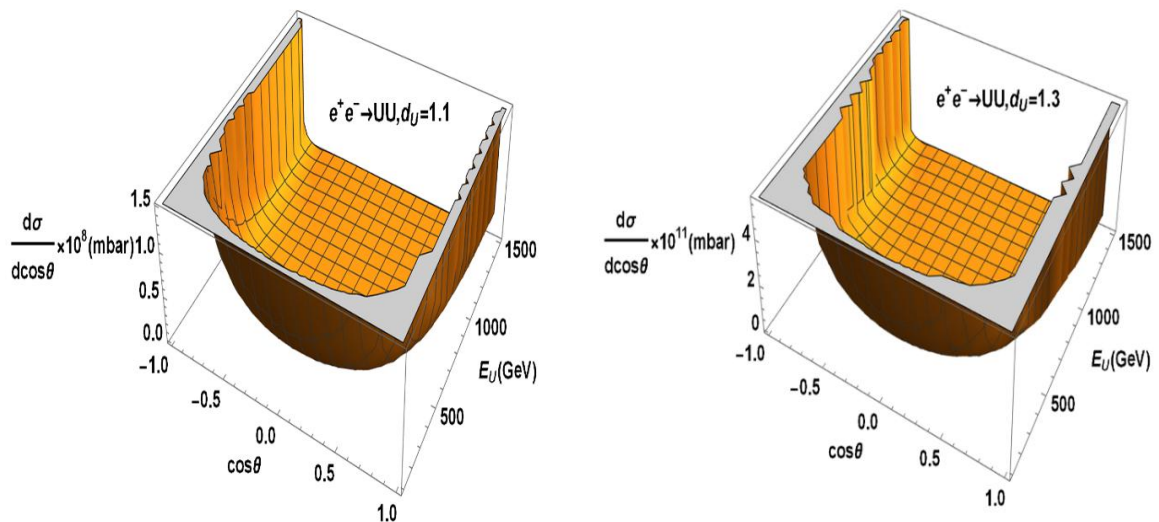 e⁺e⁻→UU,d_U=1.1
1.5
1.0
0.5
0.0
dσ/dcosθ ×10⁸(mbar)
-1.0
-0.5
0.0
0.5
1.0
cosθ
500
1000
1500
E_U(GeV)
e⁺e⁻→UU,d_U=1.3
4
2
0
dσ/dcosθ ×10¹¹(mbar)
-1.0
-0.5
0.0
0.5
1.0
cosθ
500
1000
1500
E_U(GeV)